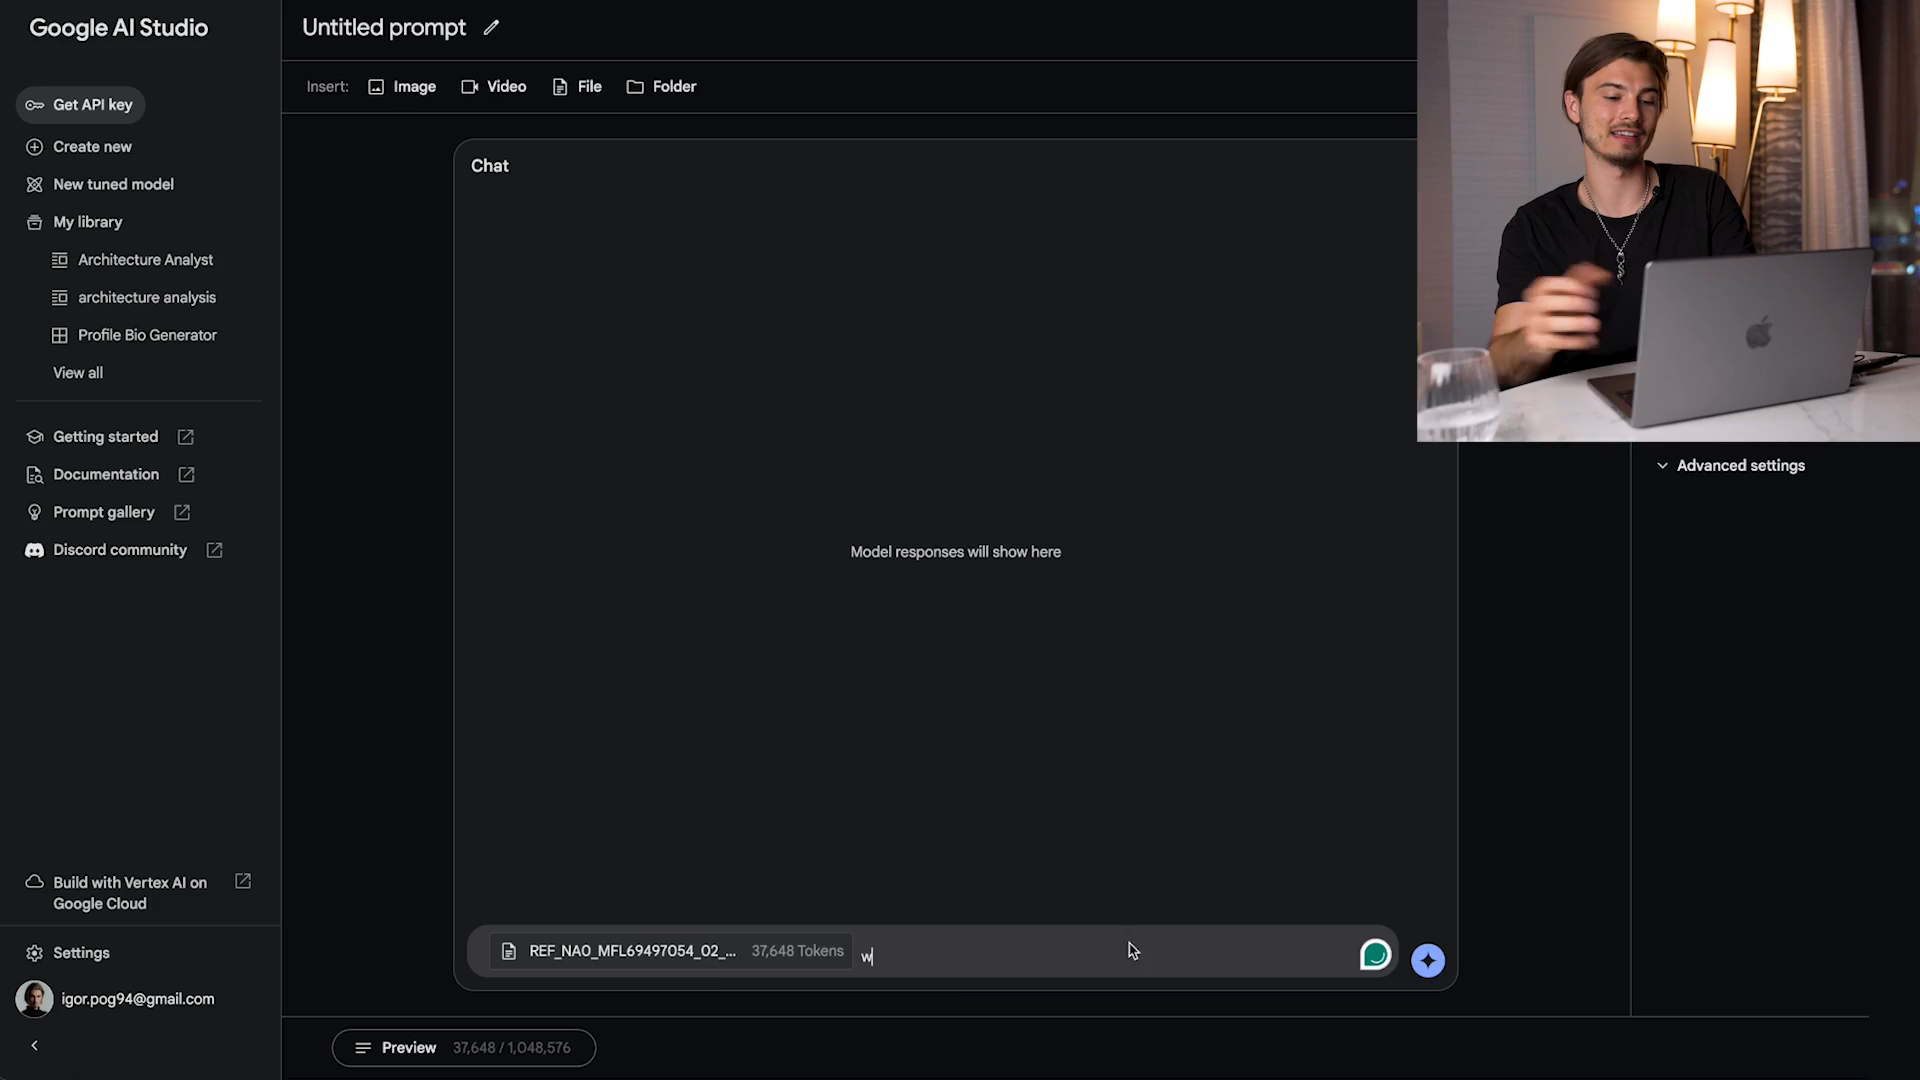 Google AI Studio
Get API key
Create new
New tuned model
My library
Architecture Analyst
architecture analysis
Profile Bio Generator
View all
Getting started
Documentation
Prompt gallery
Discord community
Build with Vertex AI on
Google Cloud
Settings
igor.pog94@gmail.com
Untitled prompt
Insert: Image Video File Folder
Chat
Model responses will show here
REF_NA0_MFL69497054_02_... 37,648 Tokens w
Preview 37,648 / 1,048,576
Advanced settings